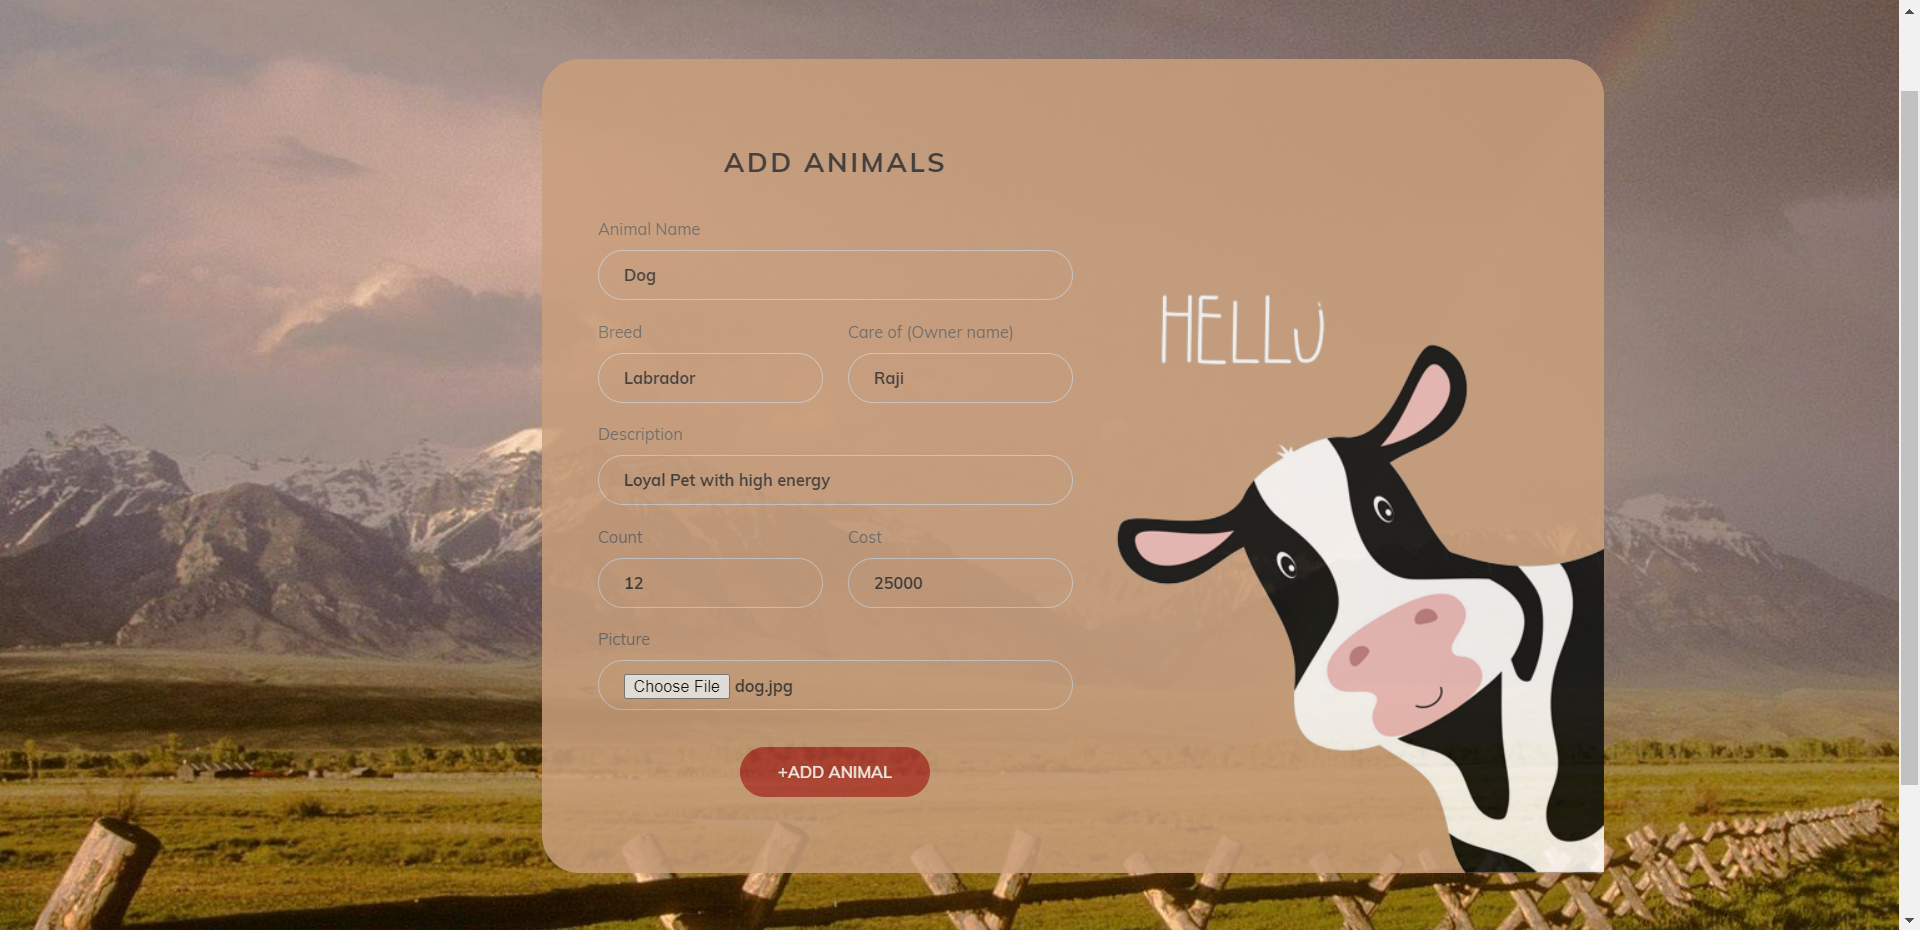 ADD ANIMALS
Animal Name
Dog
Breed
Care of (Owner name)
Labrador
Raji
Description
Loyal Pet with high energy
Count
Cost
12
25000
Picture
Choose File dog.jpg
+ADD ANIMAL
HELLO